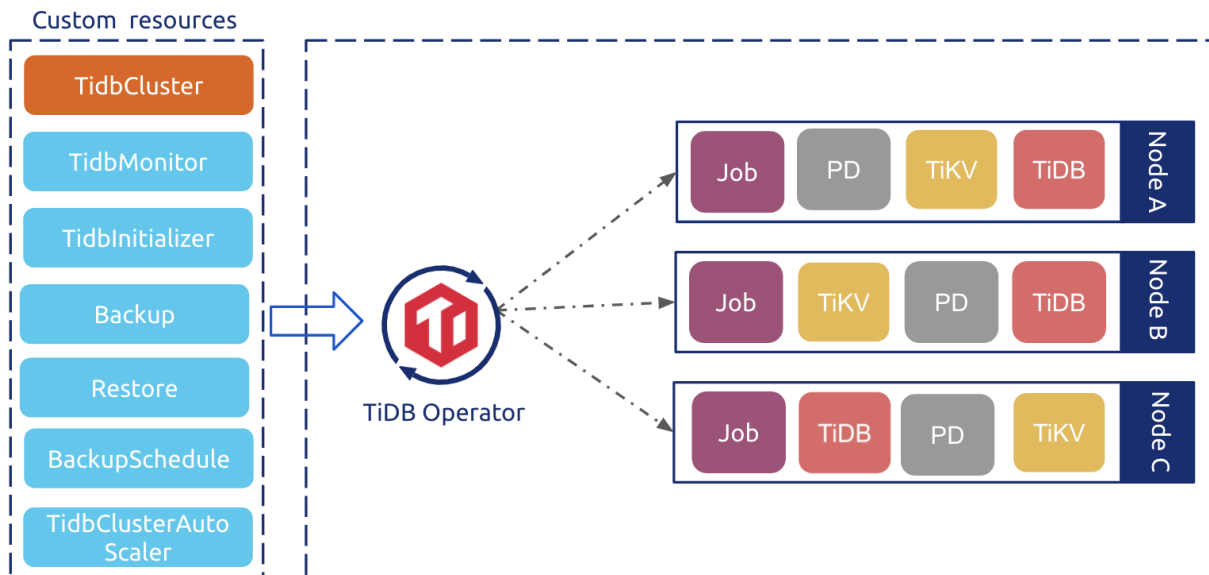 Custom resources
TidbCluster
TidbMonitor
TidbInitializer
Backup
Restore
BackupSchedule
TidbClusterAuto
Scaler
Ti
TiDB Operator
Job PD TiKV TiDB Node A
Job TiKV PD TiDB Node B
Job TiDB PD TiKV Node C